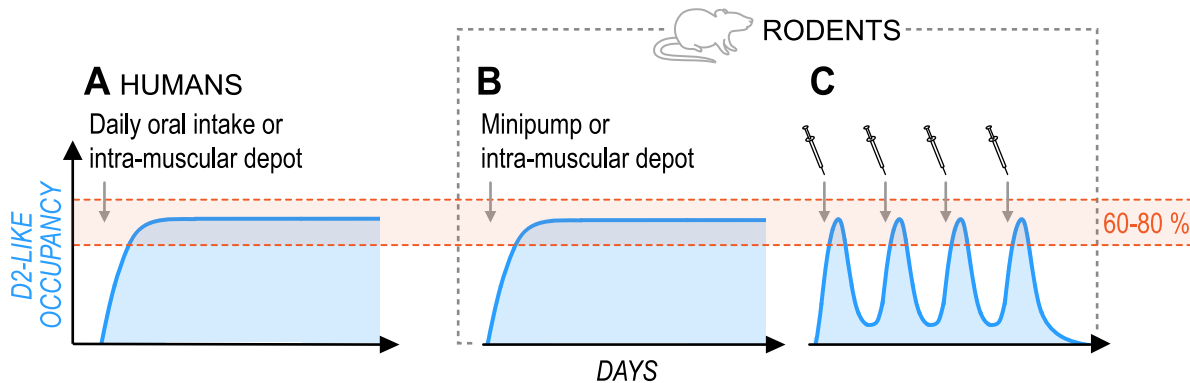 RODENTS
A HUMANS
Daily oral intake or
intra-muscular depot
B
Minipump or
intra-muscular depot
C
D2-LIKE
OCCUPANCY
60-80 %
DAYS